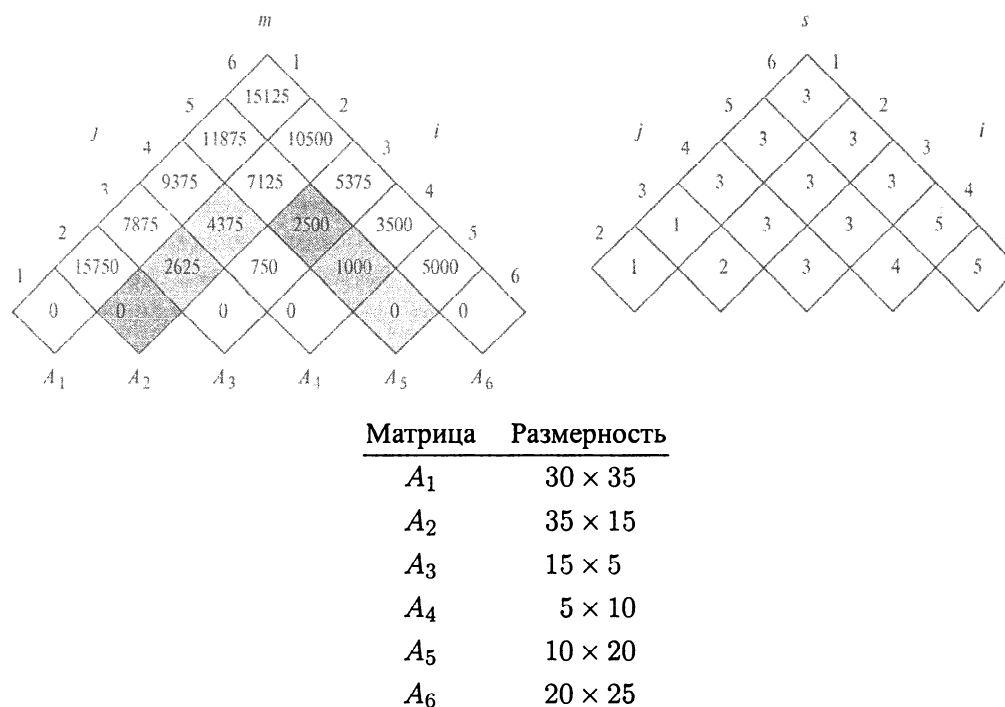 m s
6 1 6 1
15125 3
5 2 5 2
11875 10500 3 3
j 4 3 i j 4 3 i
9375 7125 5375 3 3 3
3 4 3 4
7875 4375 2500 3500 1 3 3 5
2 5 2 5
15750 2625 750 1000 5000 1 2 3 4 5
1 6
0 0 0 0 0 0
A₁ A₂ A₃ A₄ A₅ A₆
Матрица Размерность
A₁ 30 × 35
A₂ 35 × 15
A₃ 15 × 5
A₄ 5 × 10
A₅ 10 × 20
A₆ 20 × 25